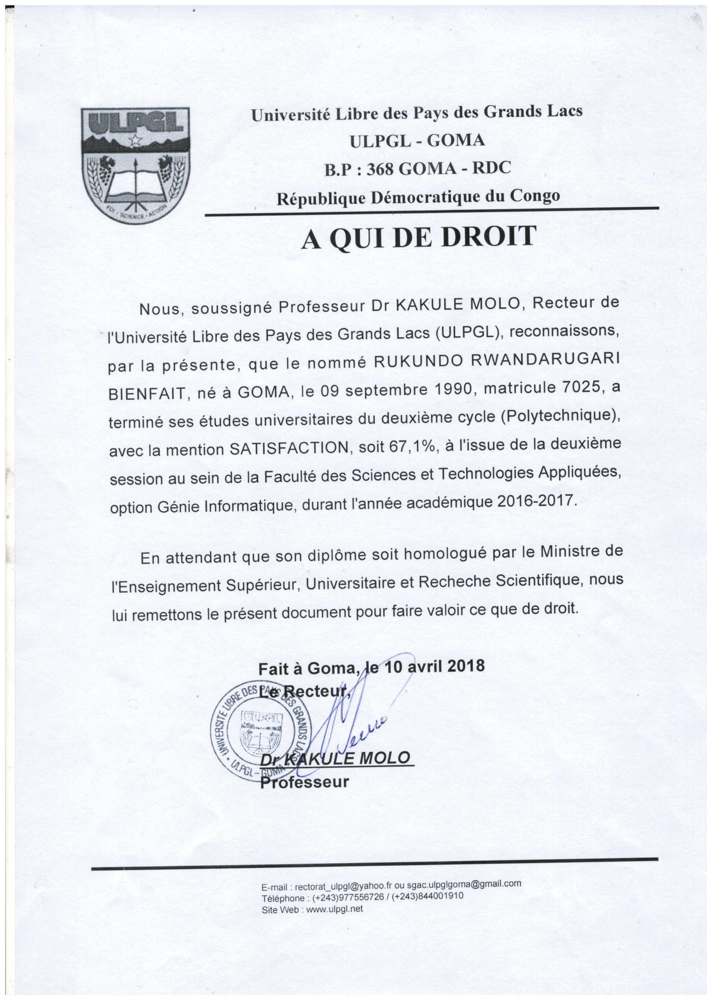 ULPGL
FOI - SCIENCE - ACTION
Université Libre des Pays des Grands Lacs
ULPGL - GOMA
B.P : 368 GOMA - RDC
République Démocratique du Congo
A QUI DE DROIT
Nous, soussigné Professeur Dr KAKULE MOLO, Recteur de
l'Université Libre des Pays des Grands Lacs (ULPGL), reconnaissons,
par la présente, que le nommé RUKUNDO RWANDARUGARI
BIENFAIT, né à GOMA, le 09 septembre 1990, matricule 7025, a
terminé ses études universitaires du deuxième cycle (Polytechnique),
avec la mention SATISFACTION, soit 67,1%, à l'issue de la deuxième
session au sein de la Faculté des Sciences et Technologies Appliquées,
option Génie Informatique, durant l'année académique 2016-2017.
En attendant que son diplôme soit homologué par le Ministre de
l'Enseignement Supérieur, Universitaire et Recheche Scientifique, nous
lui remettons le présent document pour faire valoir ce que de droit.
Fait à Goma, le 10 avril 2018
Le Recteur,
UNIVERSITE LIBRE DES PAYS DES GRANDS LACS
ULPGL
* ULPGL - GOMA *
Dr KAKULE MOLO
Professeur
E-mail : rectorat_ulpgl@yahoo.fr ou sgac.ulpglgoma@gmail.com
Téléphone : (+243)977556726 / (+243)844001910
Site Web : www.ulpgl.net